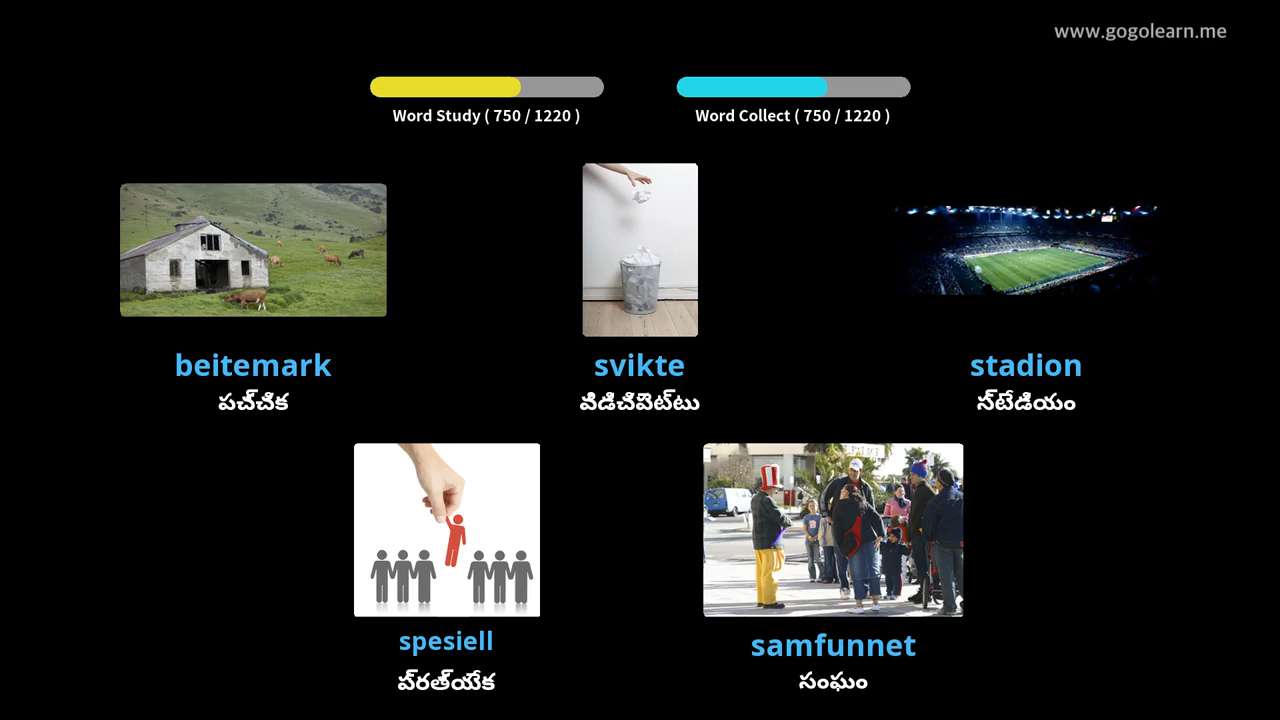 www.gogolearn.me
Word Study ( 750 / 1220 )
Word Collect ( 750 / 1220 )
beitemark
పచ్చిక
svikte
విడిచిపెట్టు
stadion
స్టేడియం
spesiell
ప్రత్యేక
samfunnet
సంఘం